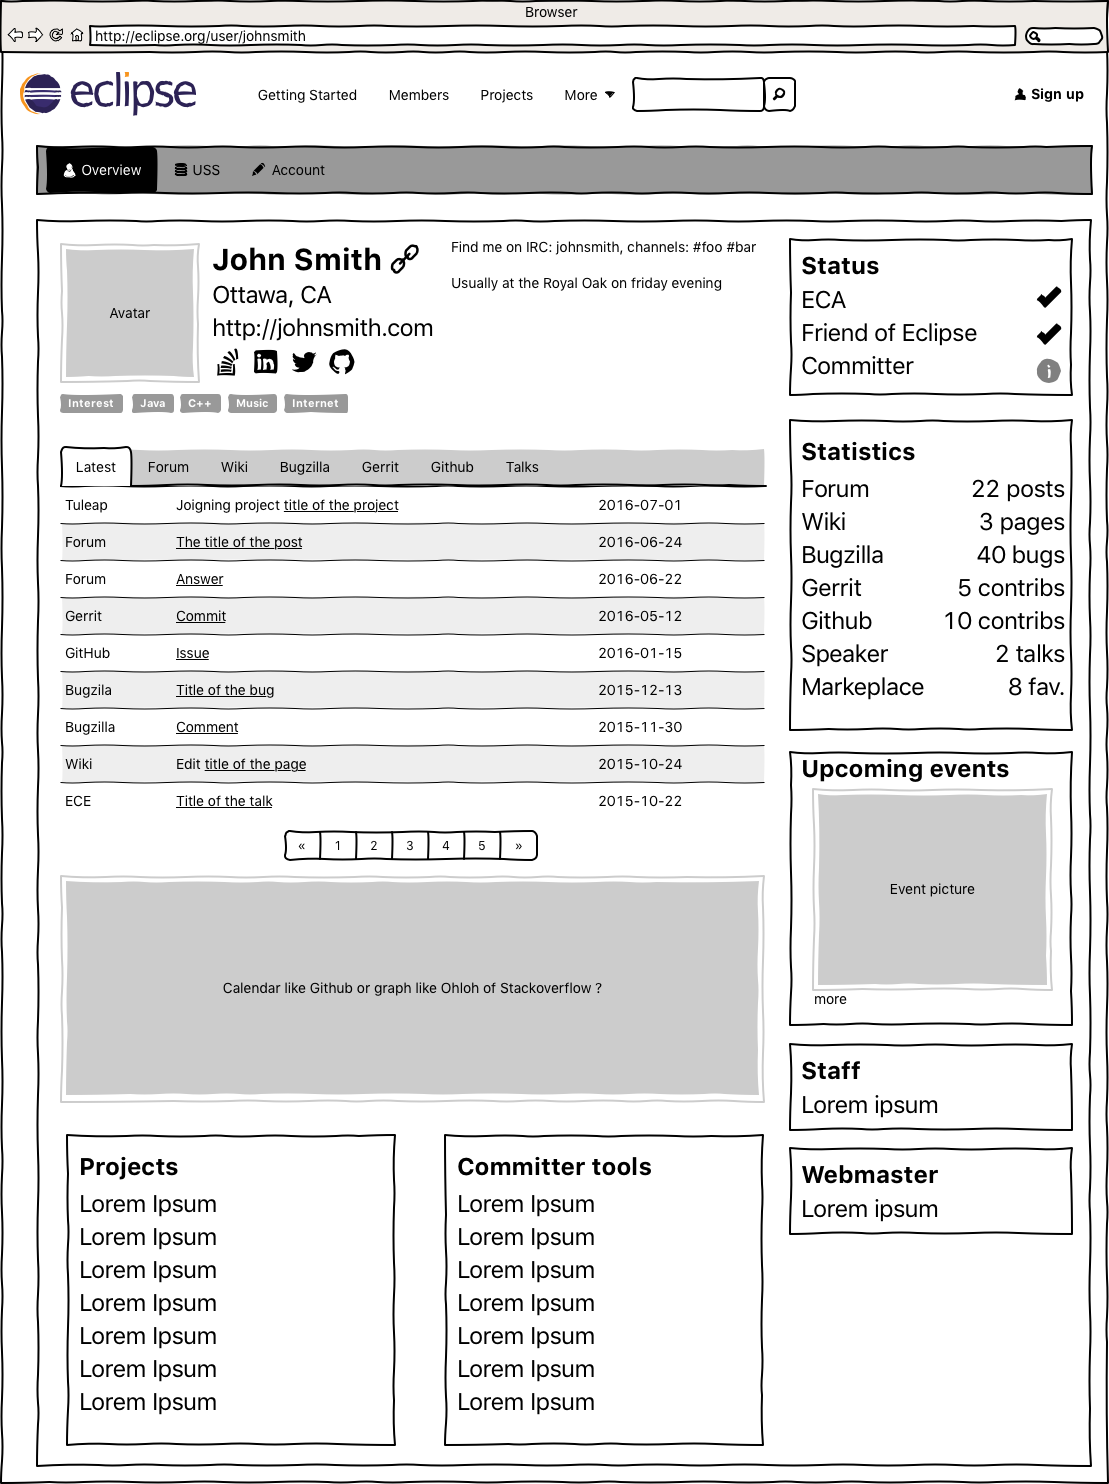 Browser
http://eclipse.org/user/johnsmith
eclipse
Getting Started Members Projects More
Sign up
Overview USS Account
Avatar
John Smith
Ottawa, CA
http://johnsmith.com
Find me on IRC: johnsmith, channels: #foo #bar
Usually at the Royal Oak on friday evening
Interest Java C++ Music Internet
Latest Forum Wiki Bugzilla Gerrit Github Talks
Tuleap Joigning project title of the project 2016-07-01
Forum The title of the post 2016-06-24
Forum Answer 2016-06-22
Gerrit Commit 2016-05-12
GitHub Issue 2016-01-15
Bugzila Title of the bug 2015-12-13
Bugzilla Comment 2015-11-30
Wiki Edit title of the page 2015-10-24
ECE Title of the talk 2015-10-22
« 1 2 3 4 5 »
Calendar like Github or graph like Ohloh of Stackoverflow ?
Projects
Lorem Ipsum
Lorem Ipsum
Lorem Ipsum
Lorem Ipsum
Lorem Ipsum
Lorem Ipsum
Lorem Ipsum
Committer tools
Lorem Ipsum
Lorem Ipsum
Lorem Ipsum
Lorem Ipsum
Lorem Ipsum
Lorem Ipsum
Lorem Ipsum
Status
ECA
Friend of Eclipse
Committer
Statistics
Forum 22 posts
Wiki 3 pages
Bugzilla 40 bugs
Gerrit 5 contribs
Github 10 contribs
Speaker 2 talks
Markeplace 8 fav.
Upcoming events
Event picture
more
Staff
Lorem ipsum
Webmaster
Lorem ipsum